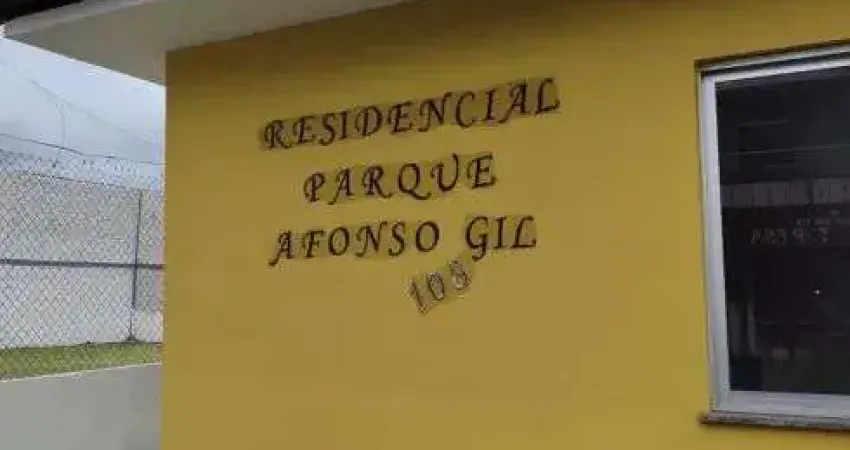 RESIDENCIAL
PARQUE
AFONSO GIL
108